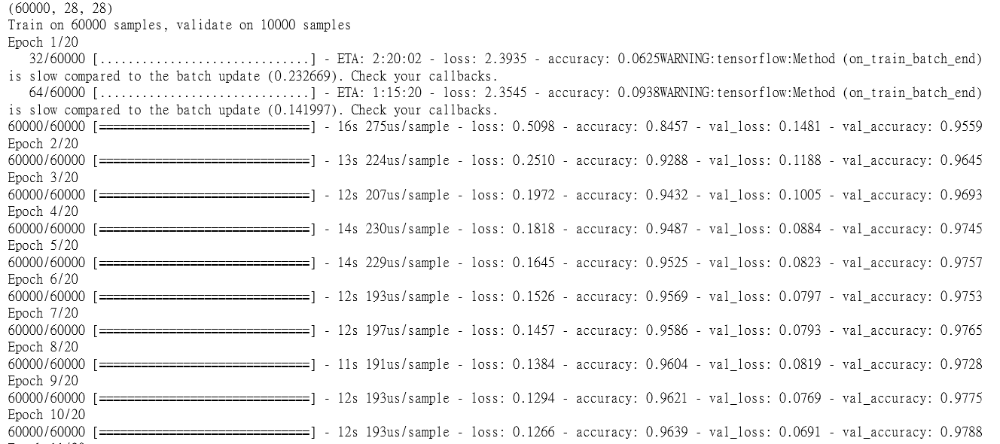 (60000, 28, 28)
Train on 60000 samples, validate on 10000 samples
Epoch 1/20
   32/60000 [..............................] - ETA: 2:20:02 - loss: 2.3935 - accuracy: 0.0625WARNING:tensorflow:Method (on_train_batch_end)
is slow compared to the batch update (0.232669). Check your callbacks.
   64/60000 [..............................] - ETA: 1:15:20 - loss: 2.3545 - accuracy: 0.0938WARNING:tensorflow:Method (on_train_batch_end)
is slow compared to the batch update (0.141997). Check your callbacks.
60000/60000 [==============================] - 16s 275us/sample - loss: 0.5098 - accuracy: 0.8457 - val_loss: 0.1481 - val_accuracy: 0.9559
Epoch 2/20
60000/60000 [==============================] - 13s 224us/sample - loss: 0.2510 - accuracy: 0.9288 - val_loss: 0.1188 - val_accuracy: 0.9645
Epoch 3/20
60000/60000 [==============================] - 12s 207us/sample - loss: 0.1972 - accuracy: 0.9432 - val_loss: 0.1005 - val_accuracy: 0.9693
Epoch 4/20
60000/60000 [==============================] - 14s 230us/sample - loss: 0.1818 - accuracy: 0.9487 - val_loss: 0.0884 - val_accuracy: 0.9745
Epoch 5/20
60000/60000 [==============================] - 14s 229us/sample - loss: 0.1645 - accuracy: 0.9525 - val_loss: 0.0823 - val_accuracy: 0.9757
Epoch 6/20
60000/60000 [==============================] - 12s 193us/sample - loss: 0.1526 - accuracy: 0.9569 - val_loss: 0.0797 - val_accuracy: 0.9753
Epoch 7/20
60000/60000 [==============================] - 12s 197us/sample - loss: 0.1457 - accuracy: 0.9586 - val_loss: 0.0793 - val_accuracy: 0.9765
Epoch 8/20
60000/60000 [==============================] - 11s 191us/sample - loss: 0.1384 - accuracy: 0.9604 - val_loss: 0.0819 - val_accuracy: 0.9728
Epoch 9/20
60000/60000 [==============================] - 12s 193us/sample - loss: 0.1294 - accuracy: 0.9621 - val_loss: 0.0769 - val_accuracy: 0.9775
Epoch 10/20
60000/60000 [==============================] - 12s 193us/sample - loss: 0.1266 - accuracy: 0.9639 - val_loss: 0.0691 - val_accuracy: 0.9788